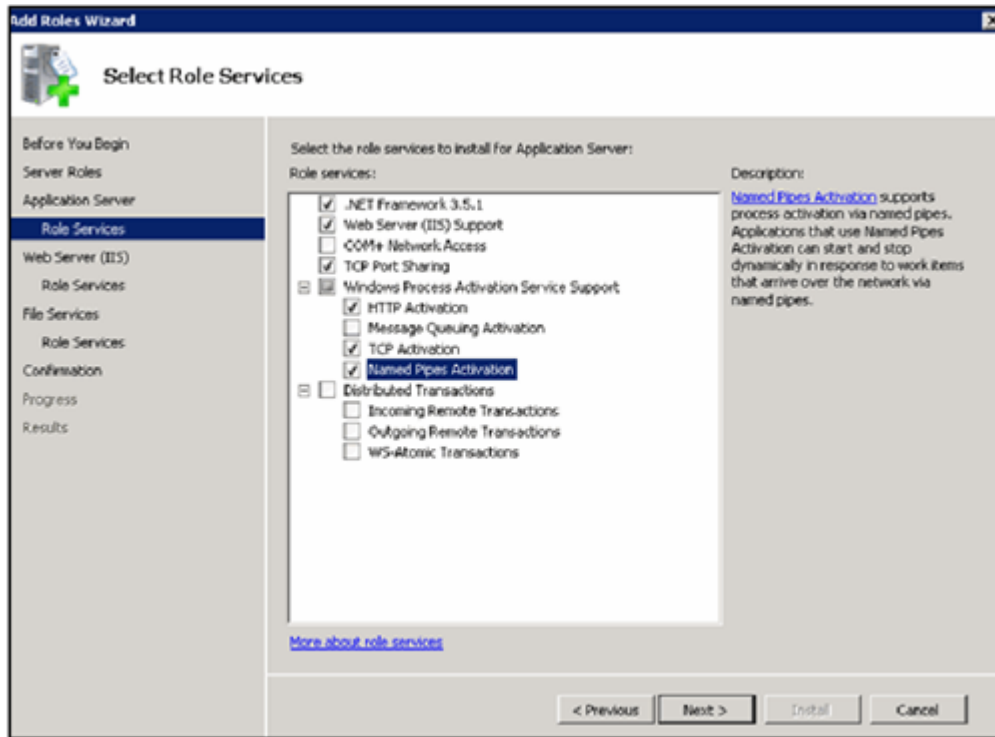 Add Roles Wizard
Select Role Services
Before You Begin
Server Roles
Application Server
Role Services
Web Server (IIS)
Role Services
File Services
Role Services
Confirmation
Progress
Results
Select the role services to install for Application Server:
Role services:
.NET Framework 3.5.1
Web Server (IIS) Support
COM+ Network Access
TCP Port Sharing
Windows Process Activation Service Support
HTTP Activation
Message Queuing Activation
TCP Activation
Named Pipes Activation
Distributed Transactions
Incoming Remote Transactions
Outgoing Remote Transactions
WS-Atomic Transactions
More about role services
Description:
Named Pipes Activation supports
process activation via named pipes.
Applications that use Named Pipes
Activation can start and stop
dynamically in response to work items
that arrive over the network via
named pipes.
< Previous
Next >
Install
Cancel